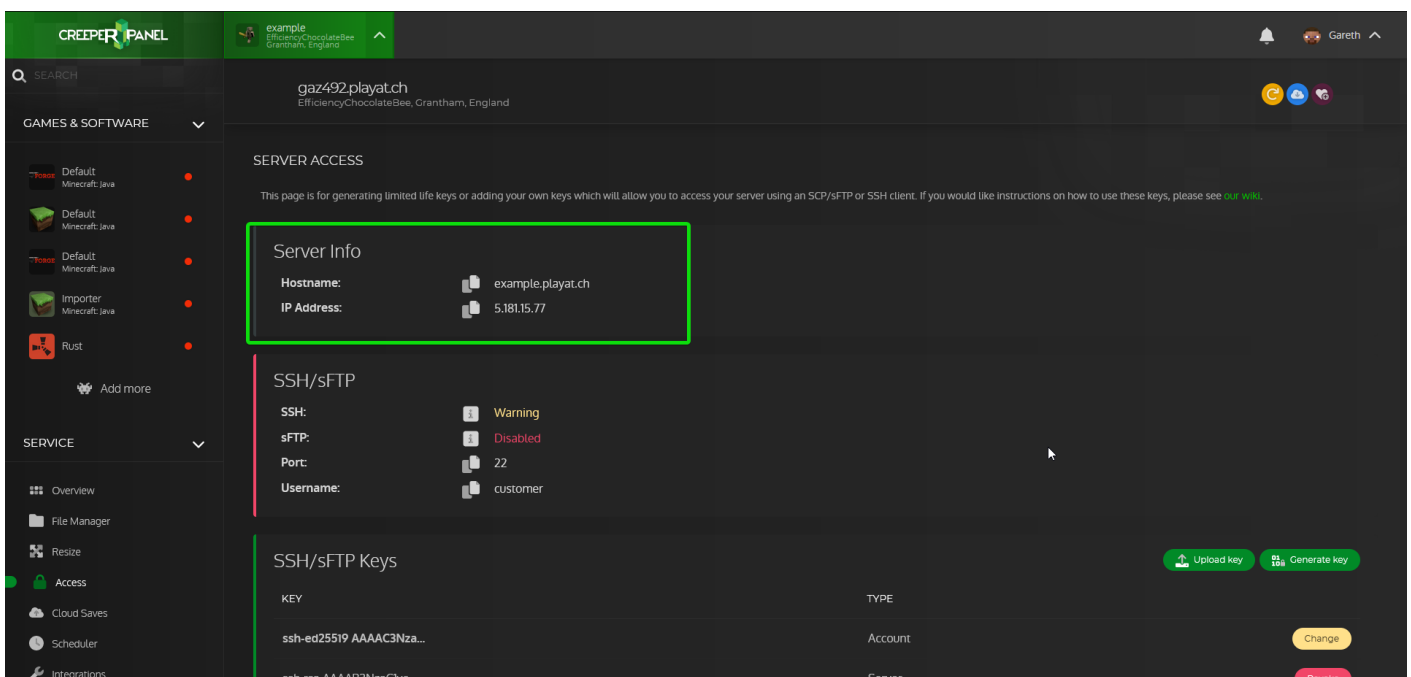 CREEPER PANEL
example
EfficiencyChocolateBee
Grantham, England
Gareth
SEARCH
gaz492.playat.ch
EfficiencyChocolateBee, Grantham, England
GAMES & SOFTWARE
Default
Minecraft: Java
Default
Minecraft: Java
Default
Minecraft: Java
Importer
Minecraft: Java
Rust
Add more
SERVICE
Overview
File Manager
Resize
Access
Cloud Saves
Scheduler
Integrations
SERVER ACCESS
This page is for generating limited life keys or adding your own keys which will allow you to access your server using an SCP/sFTP or SSH client. If you would like instructions on how to use these keys, please see our wiki.
Server Info
Hostname: example.playat.ch
IP Address: 5.181.15.77
SSH/sFTP
SSH: Warning
sFTP: Disabled
Port: 22
Username: customer
SSH/sFTP Keys
Upload key
Generate key
KEY TYPE
ssh-ed25519 AAAAC3Nza... Account Change